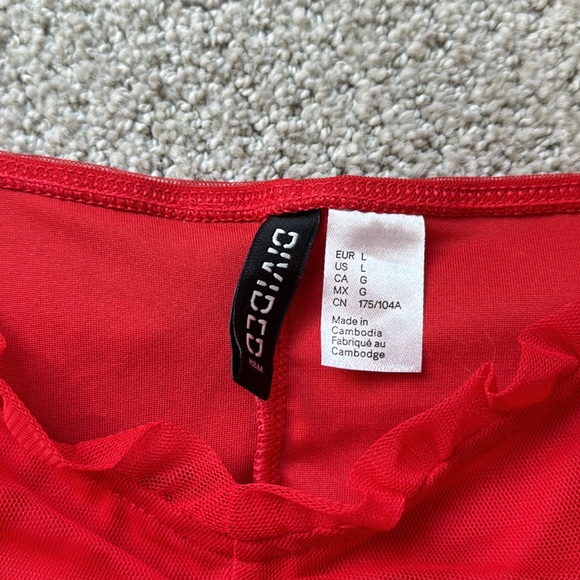 DIVIDED
H&M
EUR L
US L
CA G
MX G
CN 175/104A
Made in
Cambodia
Fabriqué au
Cambodge